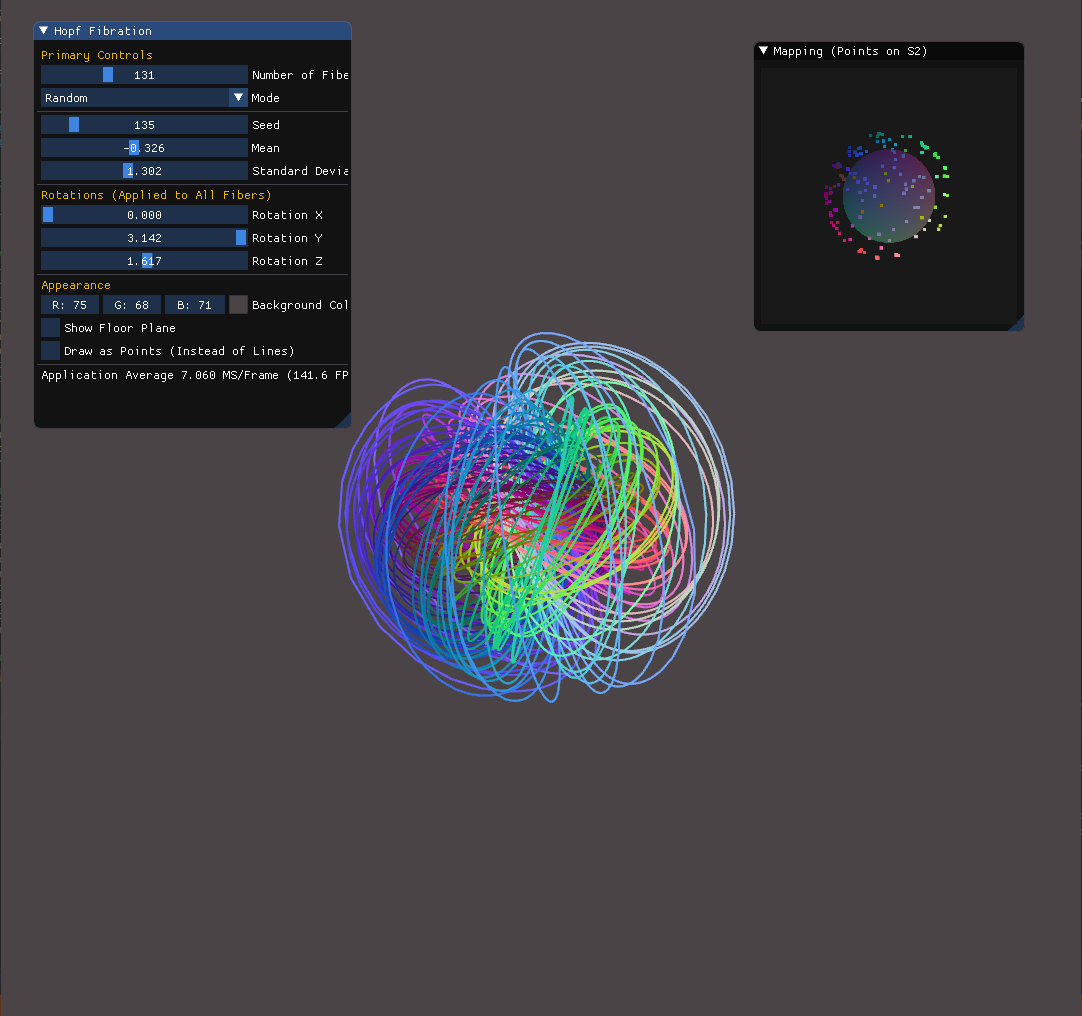 Hopf Fibration
Primary Controls
131 Number of Fibe
Random Mode
135 Seed
-0.326 Mean
1.302 Standard Devia
Rotations (Applied to All Fibers)
0.000 Rotation X
3.142 Rotation Y
1.617 Rotation Z
Appearance
R: 75 G: 68 B: 71 Background Col
Show Floor Plane
Draw as Points (Instead of Lines)
Application Average 7.060 MS/Frame (141.6 FP
Mapping (Points on S2)